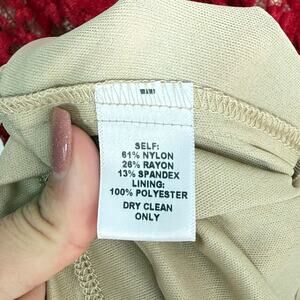 SELF:
61% NYLON
26% RAYON
13% SPANDEX
LINING:
100% POLYESTER
DRY CLEAN
ONLY